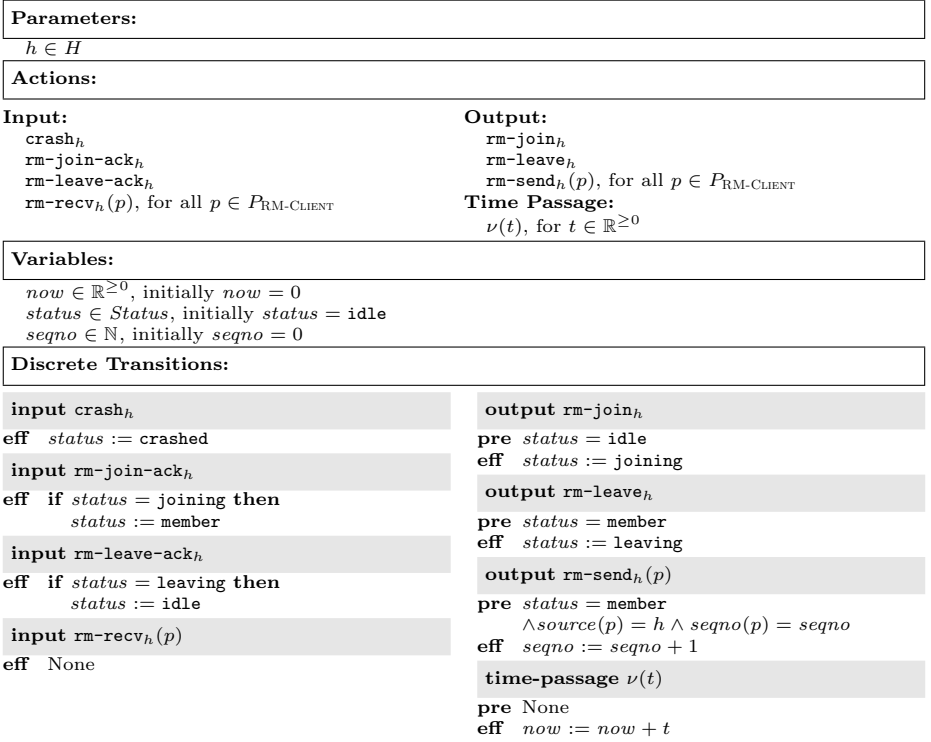 Parameters:
h ∈ H
Actions:
Input:
crash_h
rm-join-ack_h
rm-leave-ack_h
rm-recv_h(p), for all p ∈ P_RM-Client
Output:
rm-join_h
rm-leave_h
rm-send_h(p), for all p ∈ P_RM-Client
Time Passage:
ν(t), for t ∈ ℝ^≥0
Variables:
now ∈ ℝ^≥0, initially now = 0
status ∈ Status, initially status = idle
seqno ∈ ℕ, initially seqno = 0
Discrete Transitions:
input crash_h
eff status := crashed
input rm-join-ack_h
eff if status = joining then
status := member
input rm-leave-ack_h
eff if status = leaving then
status := idle
input rm-recv_h(p)
eff None
output rm-join_h
pre status = idle
eff status := joining
output rm-leave_h
pre status = member
eff status := leaving
output rm-send_h(p)
pre status = member
∧source(p) = h ∧ seqno(p) = seqno
eff seqno := seqno + 1
time-passage ν(t)
pre None
eff now := now + t